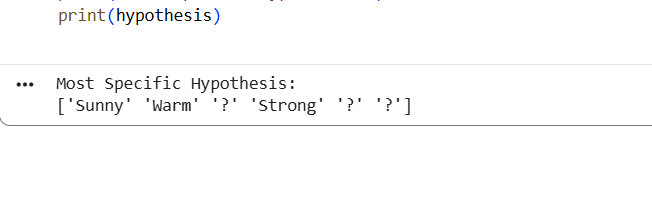 print(hypothesis)
Most Specific Hypothesis:
['Sunny' 'Warm' '?' 'Strong' '?' '?']